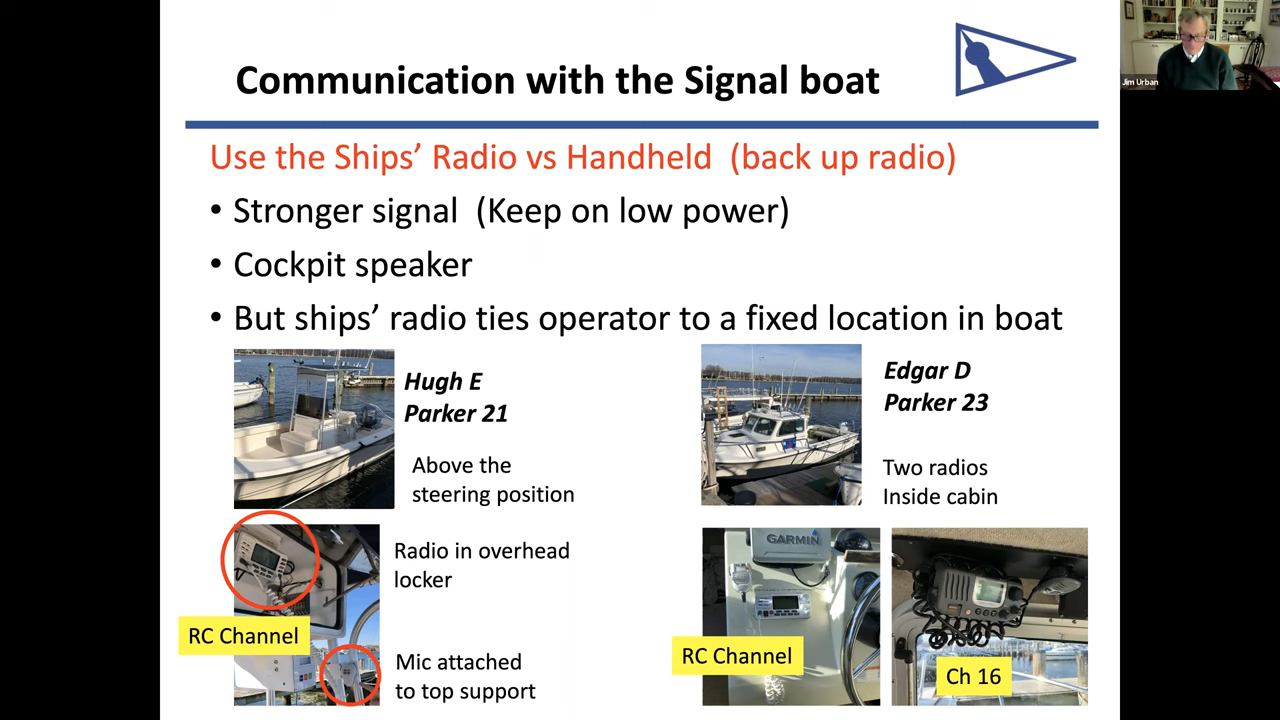 Communication with the Signal boat
Jim Urban
Use the Ships’ Radio vs Handheld (back up radio)
• Stronger signal (Keep on low power)
• Cockpit speaker
• But ships’ radio ties operator to a fixed location in boat
Hugh E
Parker 21
Above the
steering position
Edgar D
Parker 23
Two radios
Inside cabin
Radio in overhead
locker
RC Channel
Mic attached
to top support
GARMIN
RC Channel
Ch 16